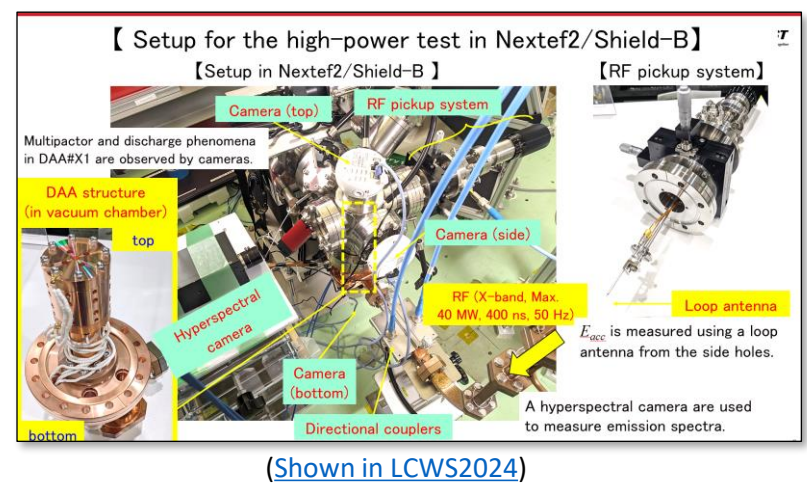 【 Setup for the high-power test in Nextef2/Shield-B】
【Setup in Nextef2/Shield-B 】
【RF pickup system】
Camera (top)
RF pickup system
Multipactor and discharge phenomena
in DAA#X1 are observed by cameras.
DAA structure
(in vacuum chamber)
top
Camera (side)
Hyperspectral
camera
RF (X-band, Max.
40 MW, 400 ns, 50 Hz)
Loop antenna
Eacc is measured using a loop
antenna from the side holes.
Camera
(bottom)
A hyperspectral camera are used
to measure emission spectra.
Directional couplers
bottom
(Shown in LCWS2024)